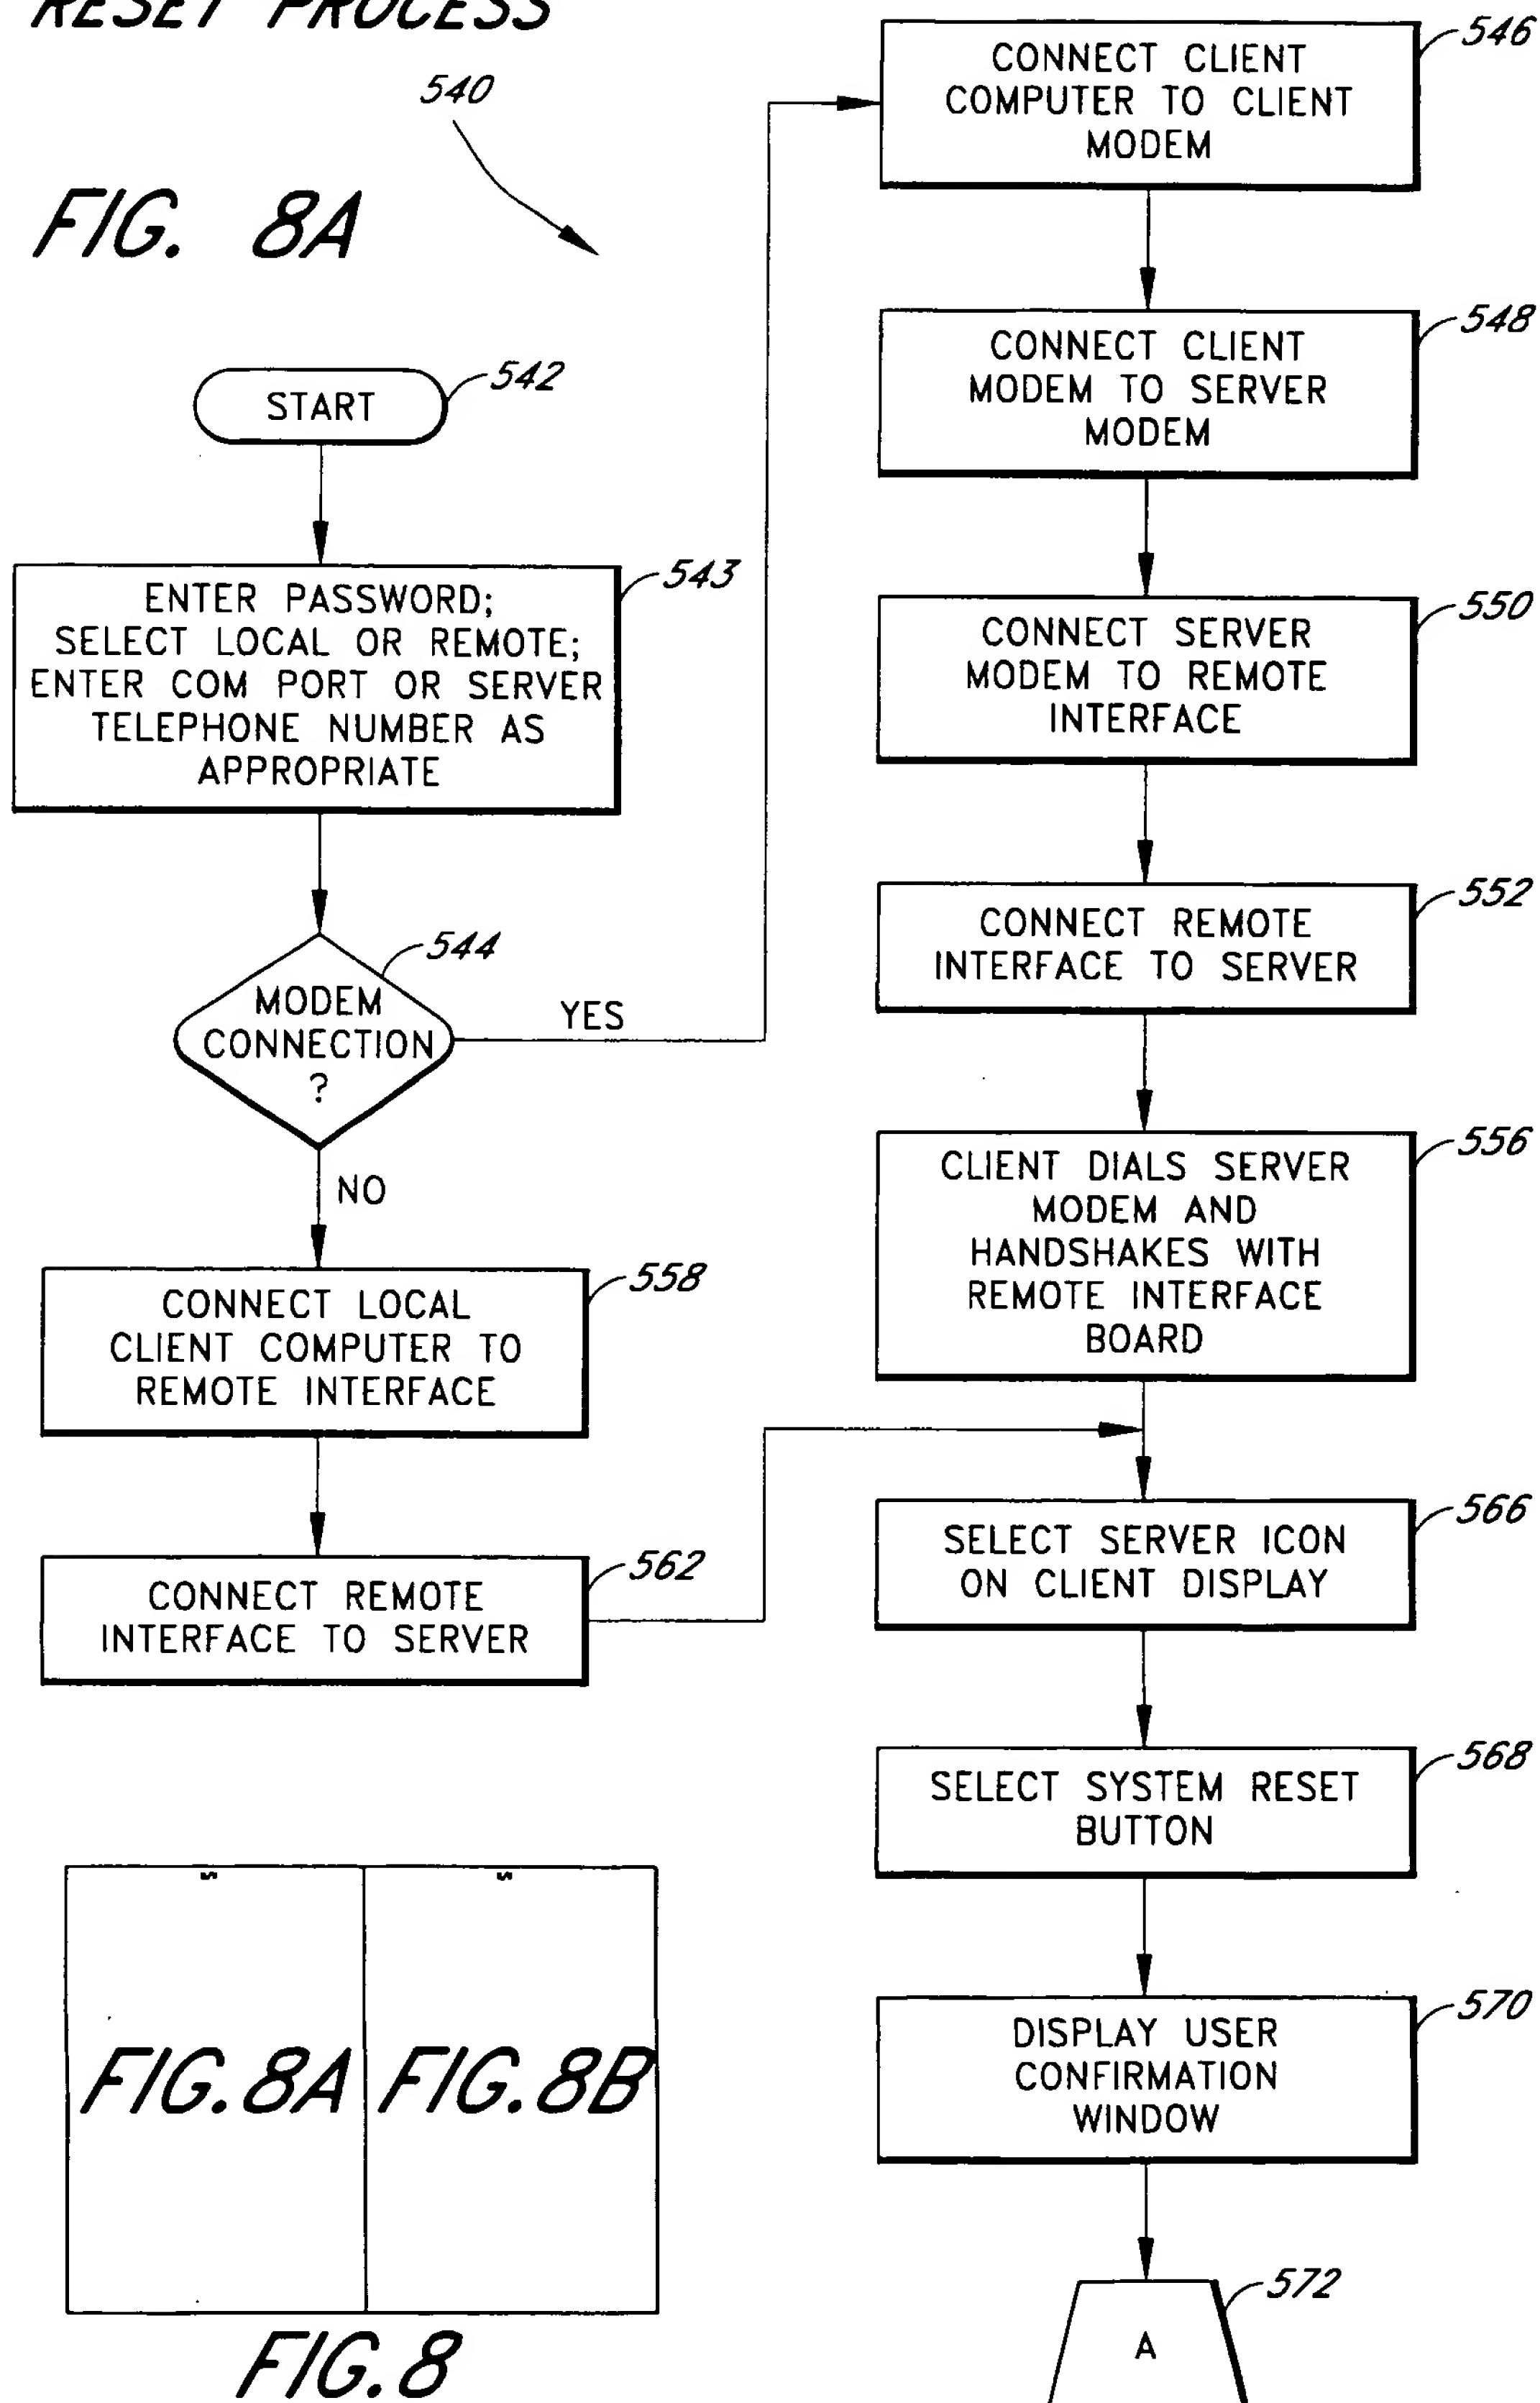 RESET PROCESS
540
FIG. 8A
START
542
ENTER PASSWORD;
SELECT LOCAL OR REMOTE;
ENTER COM PORT OR SERVER
TELEPHONE NUMBER AS
APPROPRIATE
543
MODEM
CONNECTION
?
544
YES
NO
CONNECT LOCAL
CLIENT COMPUTER TO
REMOTE INTERFACE
558
CONNECT REMOTE
INTERFACE TO SERVER
562
CONNECT CLIENT
COMPUTER TO CLIENT
MODEM
546
CONNECT CLIENT
MODEM TO SERVER
MODEM
548
CONNECT SERVER
MODEM TO REMOTE
INTERFACE
550
CONNECT REMOTE
INTERFACE TO SERVER
552
CLIENT DIALS SERVER
MODEM AND
HANDSHAKES WITH
REMOTE INTERFACE
BOARD
556
SELECT SERVER ICON
ON CLIENT DISPLAY
566
SELECT SYSTEM RESET
BUTTON
568
DISPLAY USER
CONFIRMATION
WINDOW
570
A
572
FIG.8A
FIG.8B
FIG.8